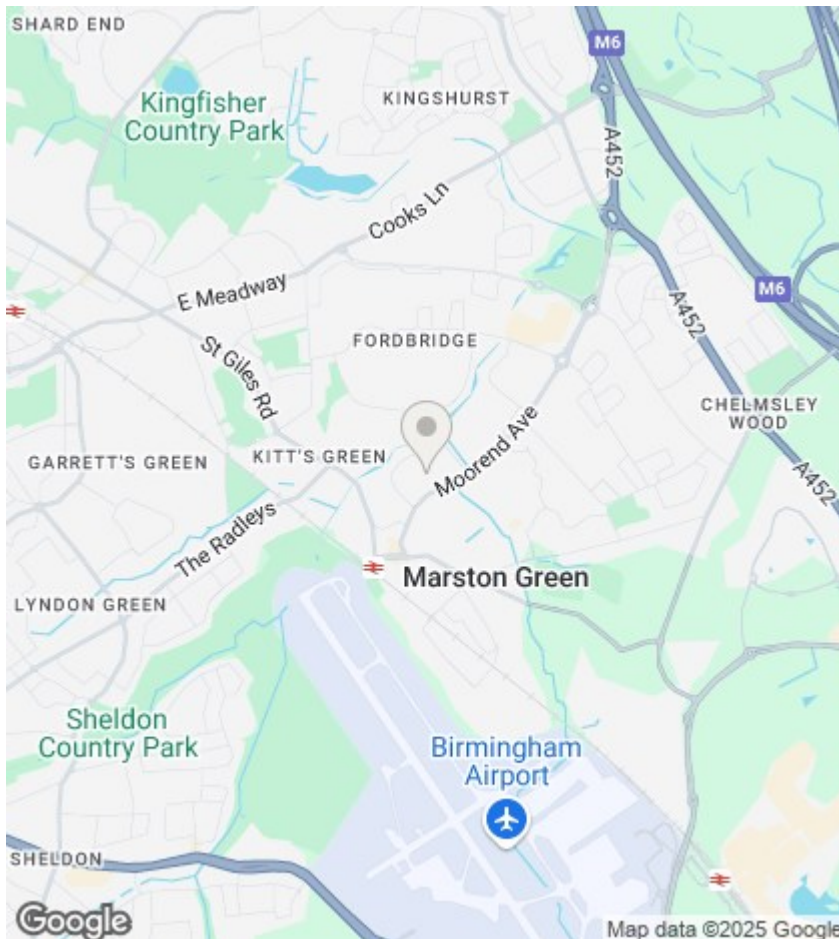 SHARD END
M6
Kingfisher
Country Park
KINGSHURST
A452
Cooks Ln
E Meadway
M6
A452
St Giles Rd
FORDBRIDGE
CHELMSLEY
WOOD
GARRETT'S GREEN
KITT'S GREEN
Moorend Ave
A452
The Radleys
Marston Green
LYNDON GREEN
Sheldon
Country Park
Birmingham
Airport
SHELDON
Google
Map data ©2025 Google